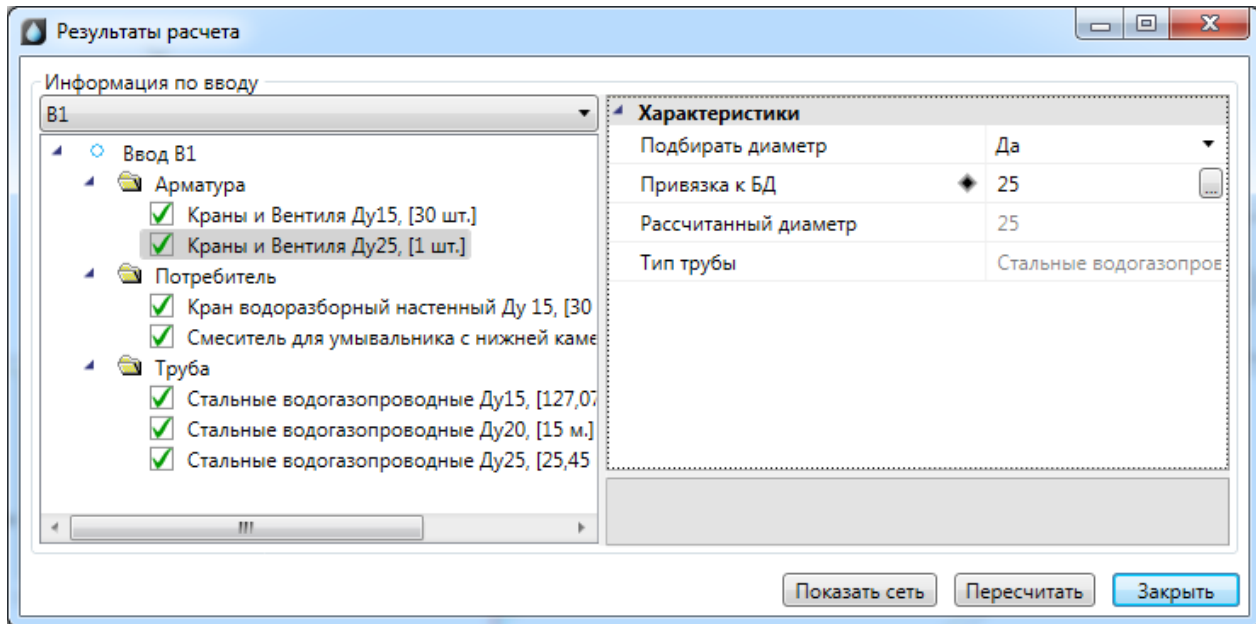 Результаты расчета
Информация по вводу
В1
Ввод В1
Арматура
Краны и Вентиля Ду15, [30 шт.]
Краны и Вентиля Ду25, [1 шт.]
Потребитель
Кран водоразборный настенный Ду 15, [30
Смеситель для умывальника с нижней каме
Труба
Стальные водогазопроводные Ду15, [127,07
Стальные водогазопроводные Ду20, [15 м.]
Стальные водогазопроводные Ду25, [25,45
Характеристики
Подбирать диаметр Да
Привязка к БД 25 ...
Рассчитанный диаметр 25
Тип трубы Стальные водогазопров
Показать сеть Пересчитать Закрыть